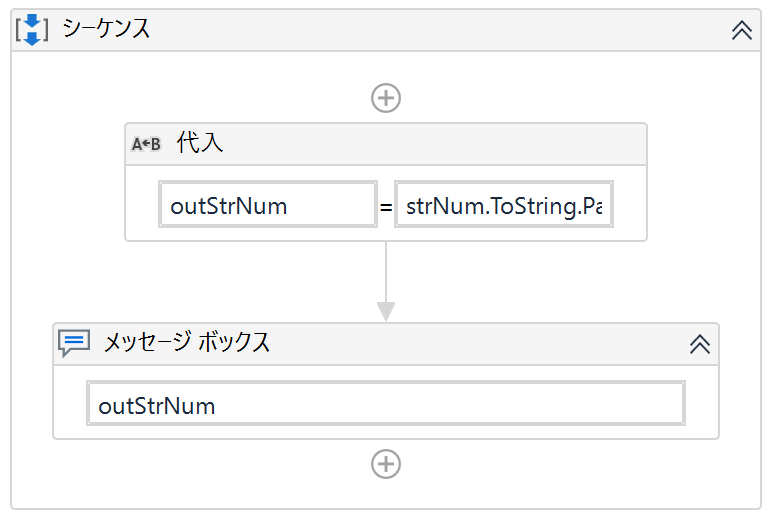 シーケンス
A←B 代入
outStrNum = strNum.ToString.Pa
メッセージ ボックス
outStrNum